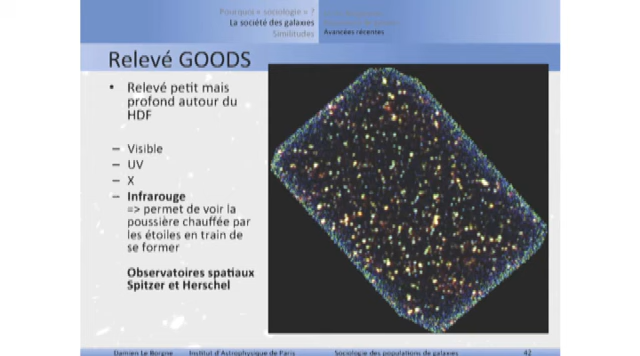 Pourquoi « sociologie » ?
La société des galaxies
Similitudes
Avancées récentes
Relevé GOODS
• Relevé petit mais
profond autour du
HDF
– Visible
– UV
– X
– Infrarouge
=> permet de voir la
poussière chauffée par
les étoiles en train de
se former
Observatoires spatiaux
Spitzer et Herschel
Damien Le Borgne Institut d'Astrophysique de Paris Sociologie des populations de galaxies 42